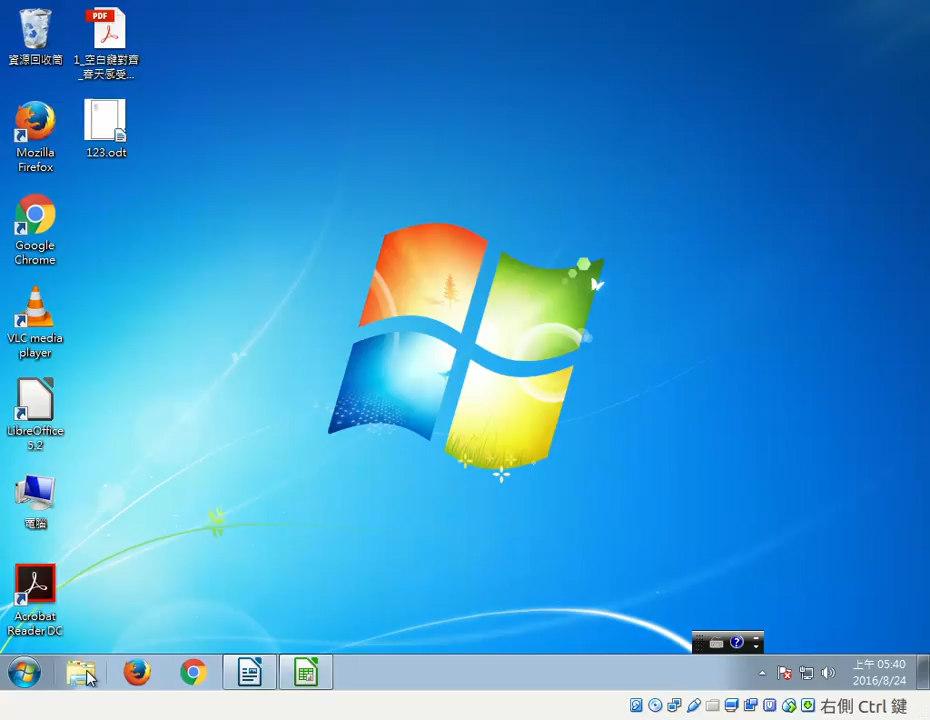 資源回收筒
PDF
1_空白鍵對齊
_春天感受...
Mozilla
Firefox
123.odt
Google
Chrome
VLC media
player
LibreOffice
5.2
電腦
Acrobat
Reader DC
上午 05:40
2016/8/24
右側 Ctrl 鍵